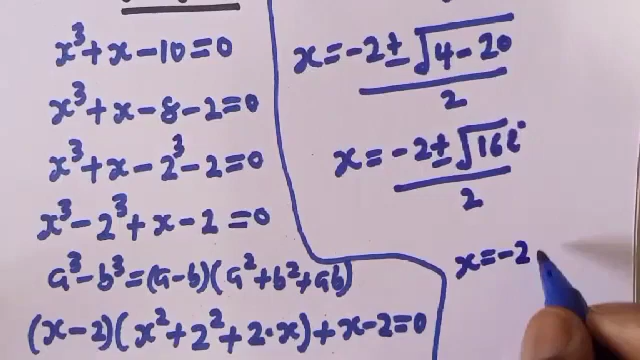 x³+x-10=0
x³+x-8-2=0
x³+x-2³-2=0
x³-2³+x-2=0
a³-b³=(a-b)(a²+b²+ab)
(x-2)(x²+2²+2·x)+x-2=0
x=-2±√4-20/2
x=-2±√16i/2
x=-2